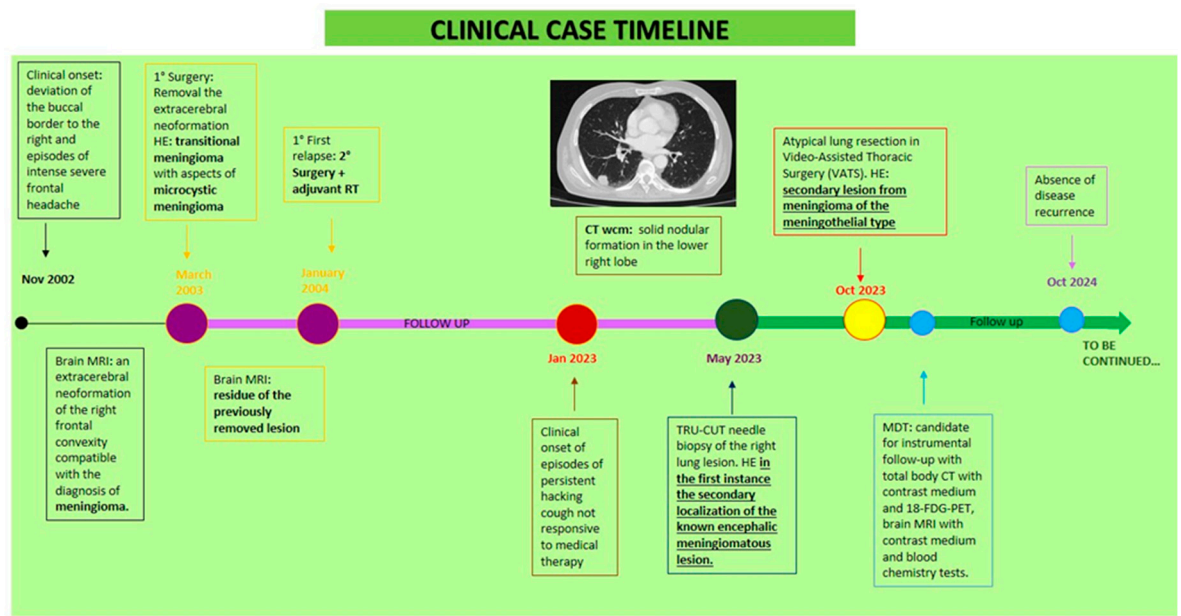 CLINICAL CASE TIMELINE
Clinical onset:
deviation of
the buccal
border to the
right and
episodes of
intense severe
frontal
headache
Nov 2002
Brain MRI: an
extracerebral
neoformation
of the right
frontal
convexity
compatible
with the
diagnosis of
meningioma.
1° Surgery:
Removal the
extracerebral
neoformation
HE: transitional
meningioma
with aspects of
microcystic
meningioma
March
2003
1° First
relapse: 2°
Surgery +
adjuvant RT
January
2004
Brain MRI:
residue of the
previously
removed lesion
FOLLOW UP
CT wcm: solid nodular
formation in the lower
right lobe
Jan 2023
Clinical
onset of
episodes of
persistent
hacking
cough not
responsive
to medical
therapy
May 2023
TRU-CUT needle
biopsy of the right
lung lesion. HE in
the first instance
the secondary
localization of the
known encephalic
meningiomatous
lesion.
Atypical lung resection in
Video-Assisted Thoracic
Surgery (VATS). HE:
secondary lesion from
meningioma of the
meningothelial type
Oct 2023
Follow up
MDT: candidate
for instrumental
follow-up with
total body CT with
contrast medium
and 18-FDG-PET,
brain MRI with
contrast medium
and blood
chemistry tests.
Absence of
disease
recurrence
Oct 2024
TO BE
CONTINUED...